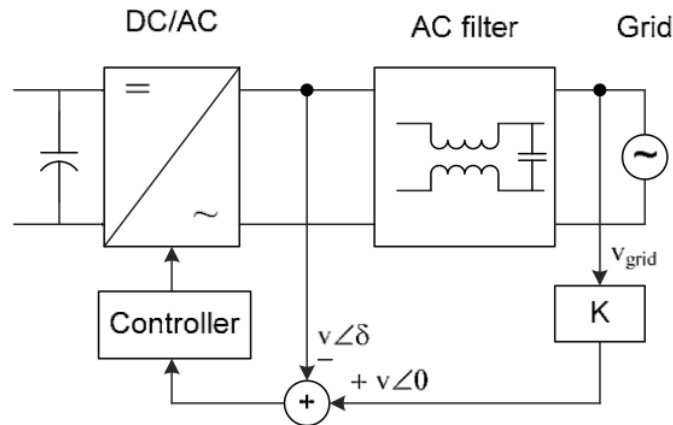 DC/AC
AC filter
Grid
=
~
~
v_grid
Controller
K
v∠δ
−
+ v∠0
+